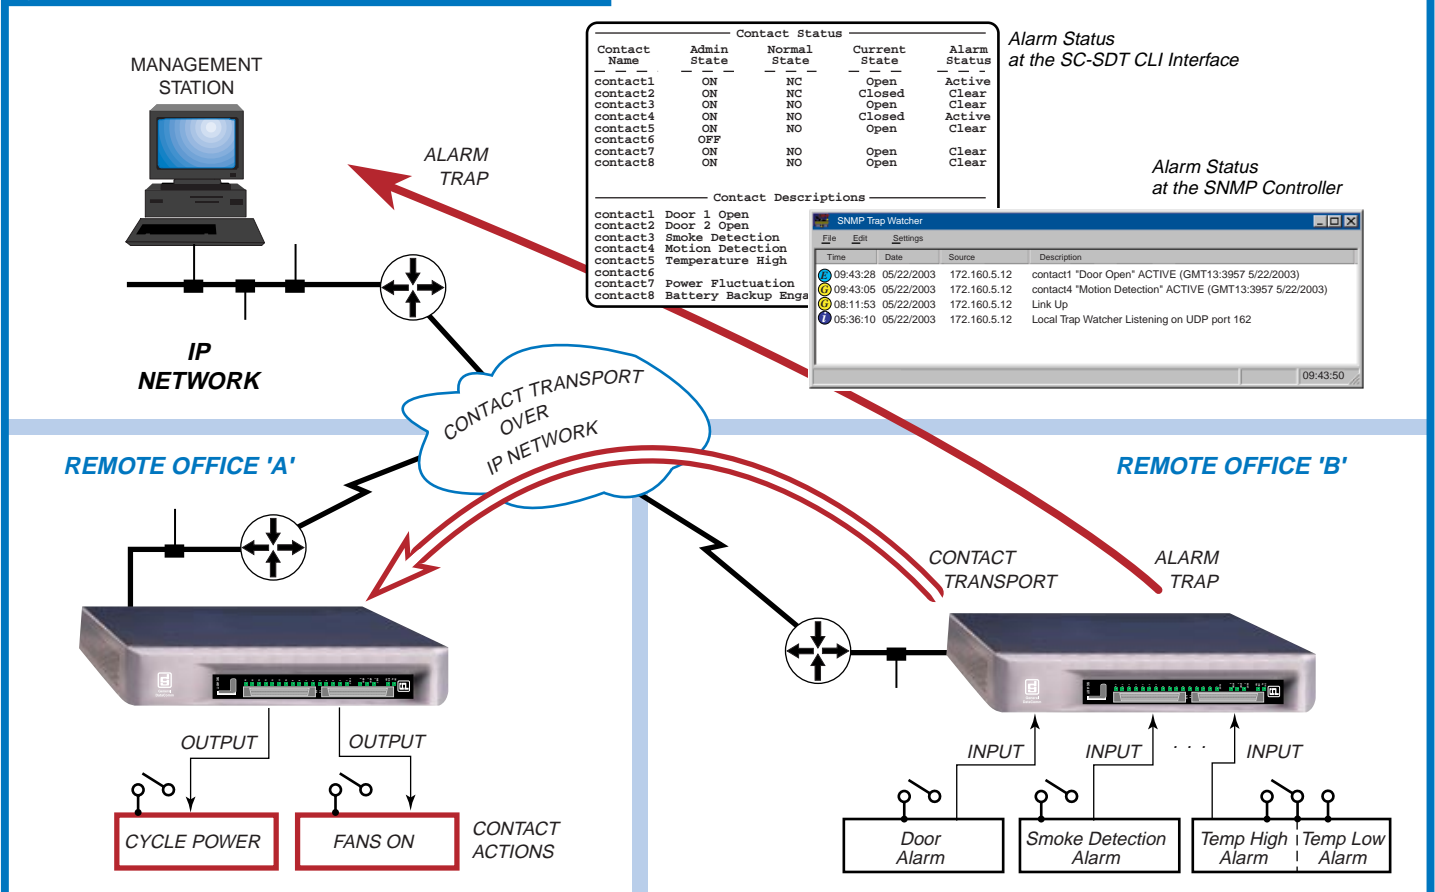 MANAGEMENT
STATION
ALARM
TRAP
IP
NETWORK
Contact Status
Contact Name Admin State Normal State Current State Alarm Status
contact1 ON NC Open Active
contact2 ON NC Closed Clear
contact3 ON NO Open Clear
contact4 ON NO Closed Active
contact5 ON NO Open Clear
contact6 OFF
contact7 ON NO Open Clear
contact8 ON NO Open Clear
Contact Descriptions
contact1 Door 1 Open
contact2 Door 2 Open
contact3 Smoke Detection
contact4 Motion Detection
contact5 Temperature High
contact6
contact7 Power Fluctuation
contact8 Battery Backup Enga
Alarm Status
at the SC-SDT CLI Interface
Alarm Status
at the SNMP Controller
SNMP Trap Watcher
File Edit Settings
Time Date Source Description
E 09:43:28 05/22/2003 172.160.5.12 contact1 "Door Open" ACTIVE (GMT13:3957 5/22/2003)
G 09:43:05 05/22/2003 172.160.5.12 contact4 "Motion Detection" ACTIVE (GMT13:3957 5/22/2003)
G 08:11:53 05/22/2003 172.160.5.12 Link Up
i 05:36:10 05/22/2003 172.160.5.12 Local Trap Watcher Listening on UDP port 162
09:43:50
CONTACT TRANSPORT
OVER
IP NETWORK
REMOTE OFFICE 'A'
REMOTE OFFICE 'B'
CONTACT
TRANSPORT
ALARM
TRAP
OUTPUT
OUTPUT
CYCLE POWER
FANS ON
CONTACT
ACTIONS
INPUT
INPUT
. . .
INPUT
Door
Alarm
Smoke Detection
Alarm
Temp High
Alarm
Temp Low
Alarm